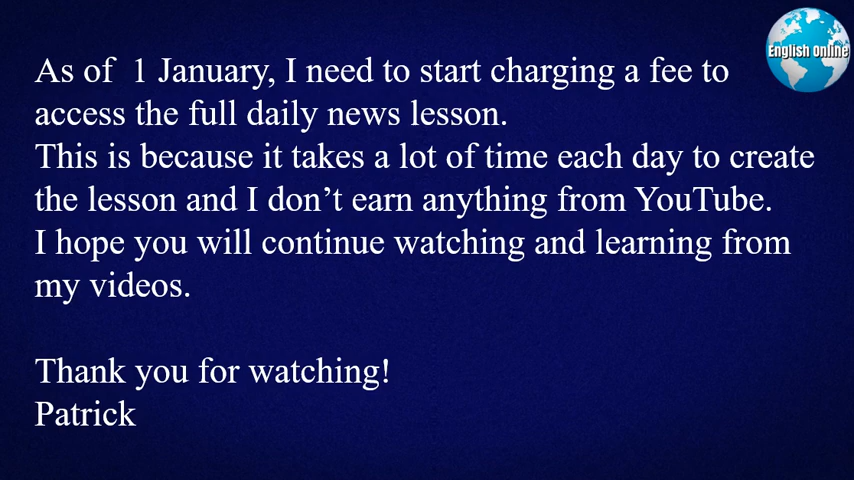 English Online
As of 1 January, I need to start charging a fee to
access the full daily news lesson.
This is because it takes a lot of time each day to create
the lesson and I don’t earn anything from YouTube.
I hope you will continue watching and learning from
my videos.
Thank you for watching!
Patrick